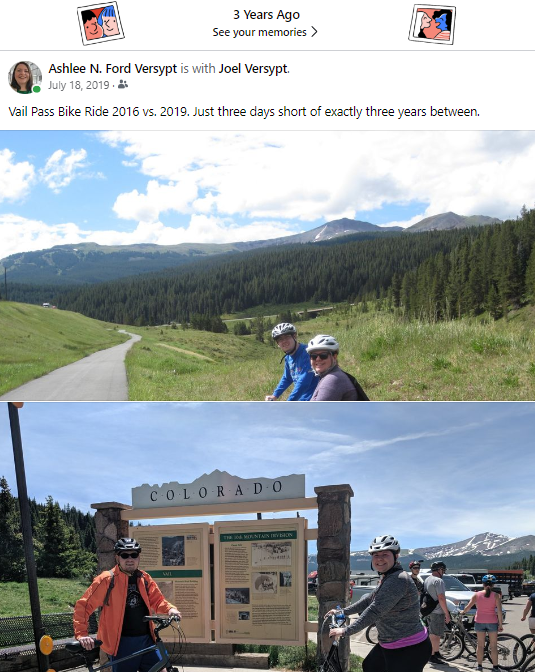 3 Years Ago
See your memories
Ashlee N. Ford Versypt is with Joel Versypt.
July 18, 2019 ·
Vail Pass Bike Ride 2016 vs. 2019. Just three days short of exactly three years between.
COLORADO
THE 10th MOUNTAIN DIVISION
VAIL